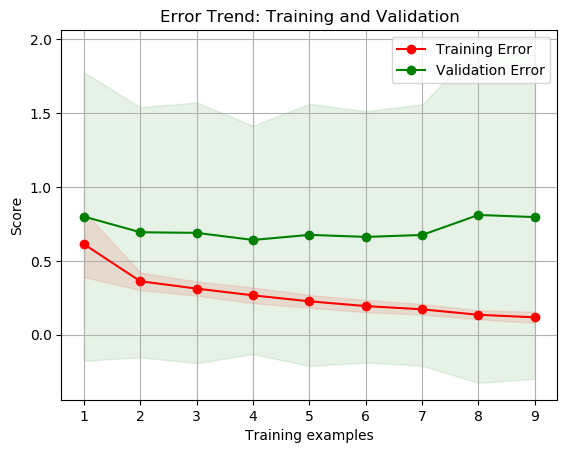 Error Trend: Training and Validation
Training Error
Validation Error
2.0
1.5
1.0
0.5
0.0
Score
1 2 3 4 5 6 7 8 9
Training examples